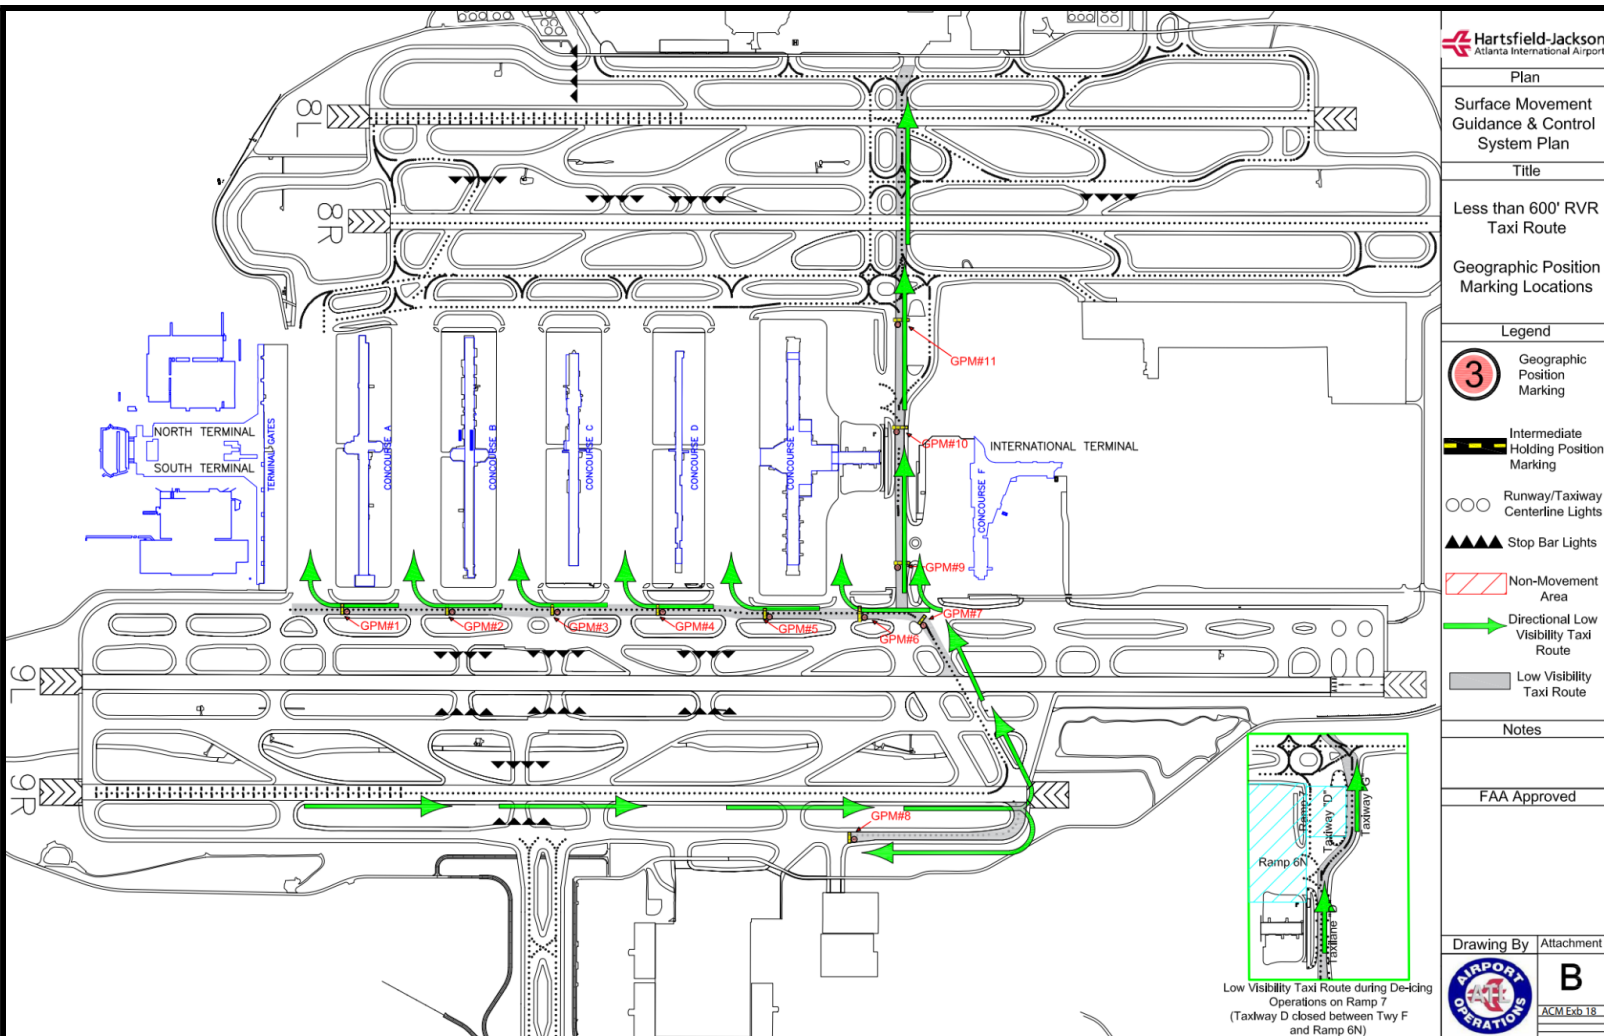 8L
8R
9L
9R
NORTH TERMINAL
SOUTH TERMINAL
TERMINAL GATES
CONCOURSE A
CONCOURSE B
CONCOURSE C
CONCOURSE D
CONCOURSE E
CONCOURSE F
INTERNATIONAL TERMINAL
GPM#11
GPM#10
GPM#9
GPM#1
GPM#2
GPM#3
GPM#4
GPM#5
GPM#6
GPM#7
GPM#8
Ramp 7
Taxiway "D"
Taxiway "G"
Ramp 6N
Taxilane "D"
Low Visibility Taxi Route during De-icing
Operations on Ramp 7
(Taxiway D closed between Twy F
and Ramp 6N)
Hartsfield-Jackson
Atlanta International Airport
Plan
Surface Movement
Guidance & Control
System Plan
Title
Less than 600' RVR
Taxi Route
Geographic Position
Marking Locations
Legend
3
Geographic
Position
Marking
Intermediate
Holding Position
Marking
Runway/Taxiway
Centerline Lights
Stop Bar Lights
Non-Movement
Area
Directional Low
Visibility Taxi
Route
Low Visibility
Taxi Route
Notes
FAA Approved
Drawing By
Attachment
AIRPORT
ATL
OPERATIONS
B
ACM Exb 18